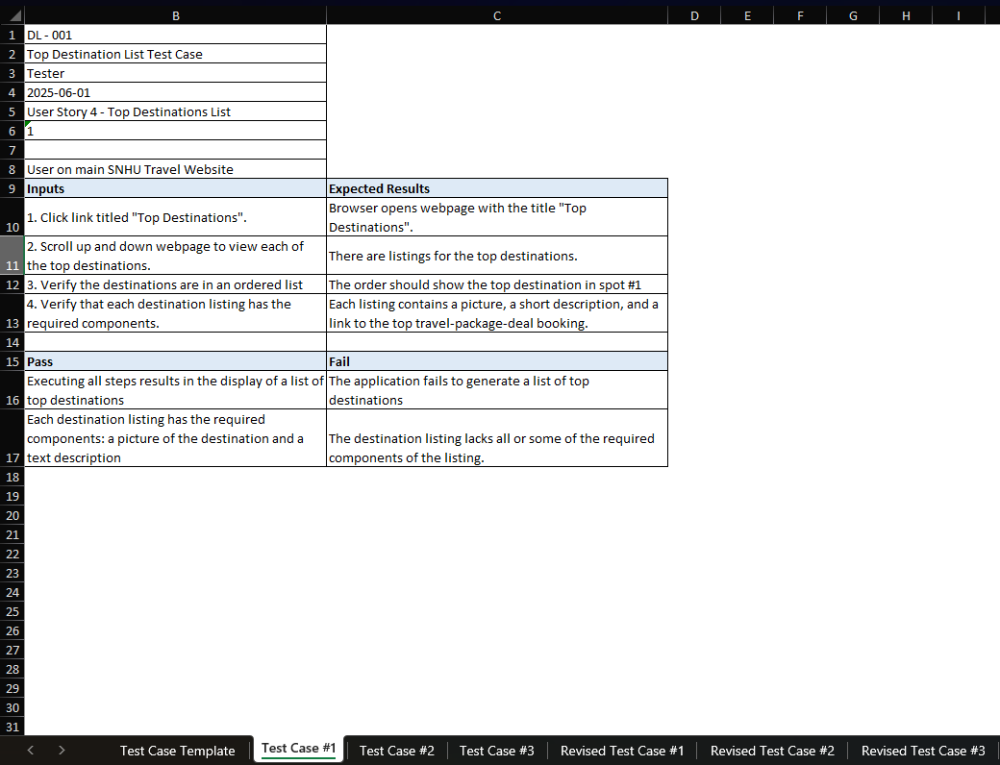 B C D E F G H I
1 DL - 001
2 Top Destination List Test Case
3 Tester
4 2025-06-01
5 User Story 4 - Top Destinations List
6 1
7
8 User on main SNHU Travel Website
9 Inputs Expected Results
10 1. Click link titled "Top Destinations". Browser opens webpage with the title "Top
Destinations".
11 2. Scroll up and down webpage to view each of
the top destinations. There are listings for the top destinations.
12 3. Verify the destinations are in an ordered list The order should show the top destination in spot #1
13 4. Verify that each destination listing has the
required components. Each listing contains a picture, a short description, and a
link to the top travel-package-deal booking.
14
15 Pass Fail
16 Executing all steps results in the display of a list of
top destinations The application fails to generate a list of top
destinations
17 Each destination listing has the required
components: a picture of the destination and a
text description The destination listing lacks all or some of the required
components of the listing.
18
19
20
21
22
23
24
25
26
27
28
29
30
31
Test Case Template Test Case #1 Test Case #2 Test Case #3 Revised Test Case #1 Revised Test Case #2 Revised Test Case #3